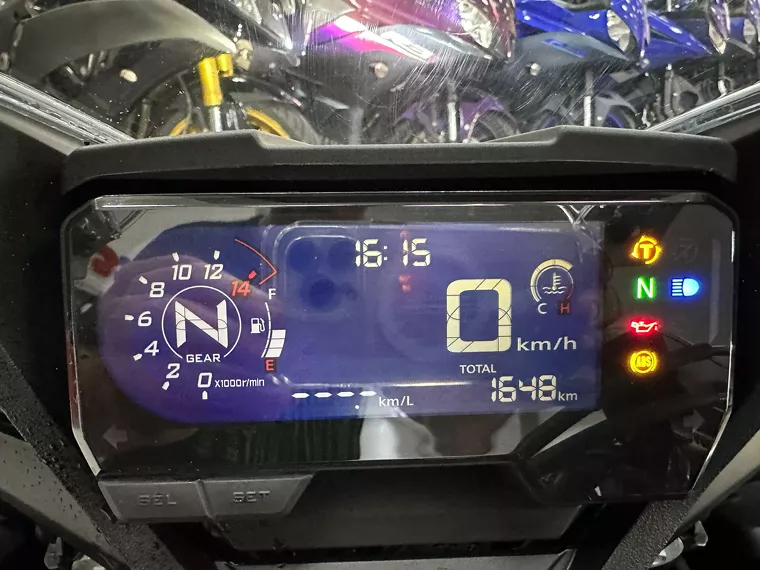 16:15
10 12
8 14
6 N F
4 GEAR E
2 0 X1000r/min
0 km/h
C H
TOTAL
1648 km
----.- km/L
T
N
ABS
SEL SET